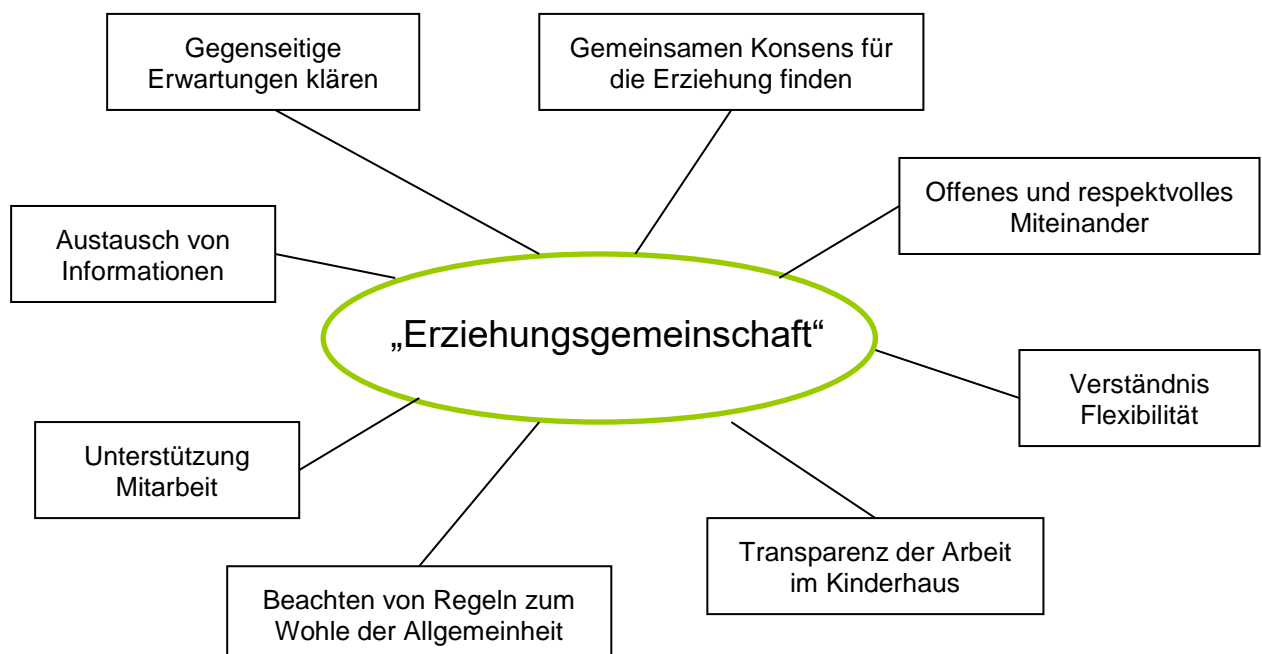 Gegenseitige
Erwartungen klären
Gemeinsamen Konsens für
die Erziehung finden
Offenes und respektvolles
Miteinander
Austausch von
Informationen
„Erziehungsgemeinschaft“
Verständnis
Flexibilität
Unterstützung
Mitarbeit
Transparenz der Arbeit
im Kinderhaus
Beachten von Regeln zum
Wohle der Allgemeinheit